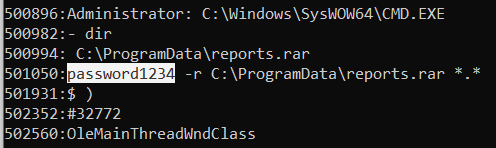 500896:Administrator: C:\Windows\SysWOW64\CMD.EXE
500982:- dir
500994: C:\ProgramData\reports.rar
501050:password1234 -r C:\ProgramData\reports.rar *.*
501931:$ )
502352:#32772
502560:OleMainThreadWndClass